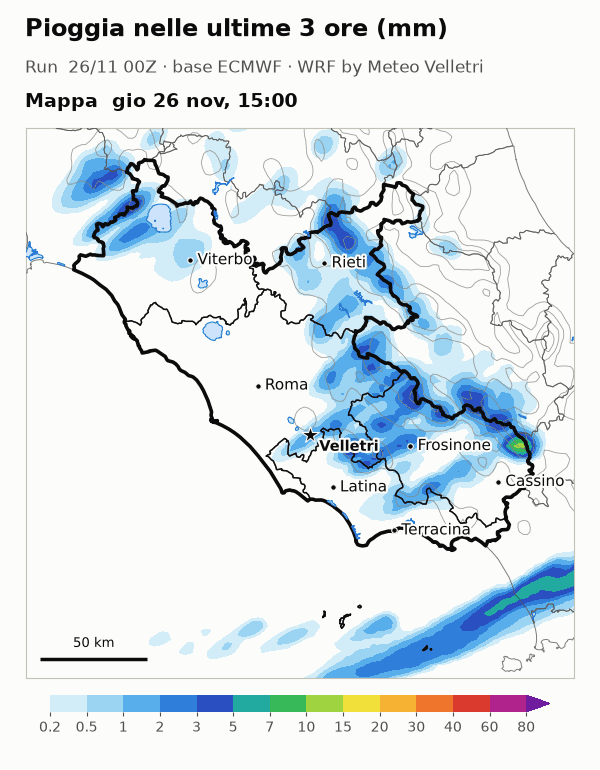 Pioggia nelle ultime 3 ore (mm)
Run  26/11 00Z · base ECMWF · WRF by Meteo Velletri
Mappa  gio 26 nov, 15:00
Viterbo
Rieti
Roma
Velletri
Frosinone
Cassino
Latina
Terracina
50 km
0.2 0.5 1 2 3 5 7 10 15 20 30 40 60 80